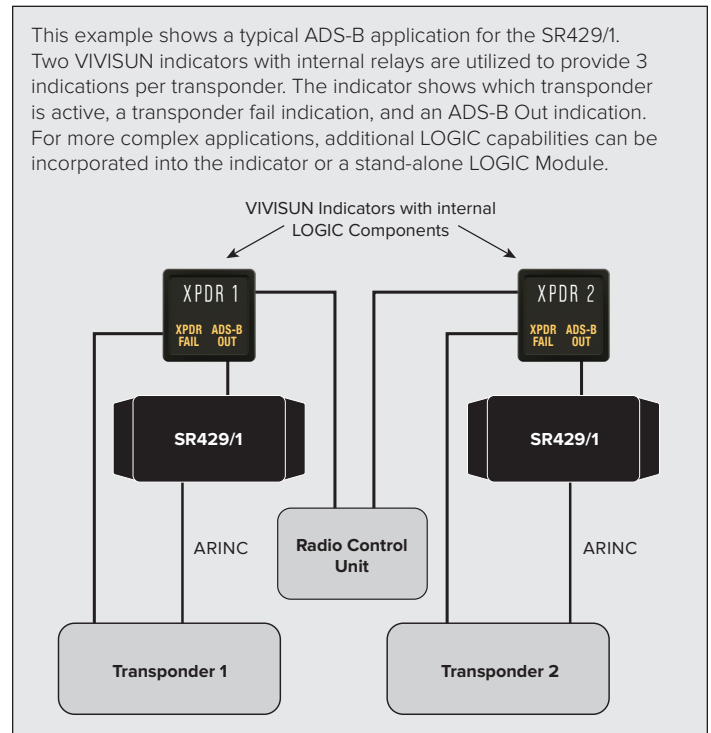 This example shows a typical ADS-B application for the SR429/1.
Two VIVISUN indicators with internal relays are utilized to provide 3
indications per transponder. The indicator shows which transponder
is active, a transponder fail indication, and an ADS-B Out indication.
For more complex applications, additional LOGIC capabilities can be
incorporated into the indicator or a stand-alone LOGIC Module.
VIVISUN Indicators with internal
LOGIC Components
XPDR 1
XPDR ADS-B
FAIL OUT
XPDR 2
XPDR ADS-B
FAIL OUT
SR429/1
SR429/1
ARINC
Radio Control
Unit
ARINC
Transponder 1
Transponder 2